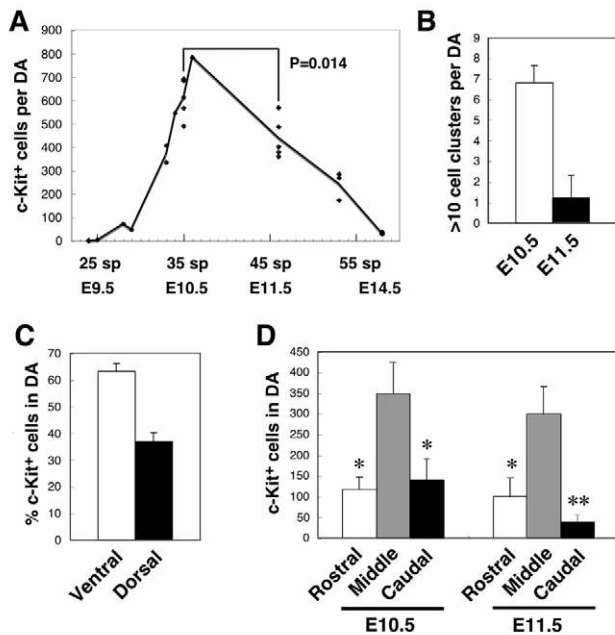 A
c-Kit+ cells per DA
900
800
700
600
500
400
300
200
100
0
P=0.014
25 sp 35 sp 45 sp 55 sp
E9.5 E10.5 E11.5 E14.5
B
>10 cell clusters per DA
9
8
7
6
5
4
3
2
1
0
E10.5 E11.5
C
% c-Kit+ cells in DA
70
60
50
40
30
20
10
0
Ventral Dorsal
D
c-Kit+ cells in DA
450
400
350
300
250
200
150
100
50
0
* * * **
Rostral Middle Caudal Rostral Middle Caudal
E10.5 E11.5